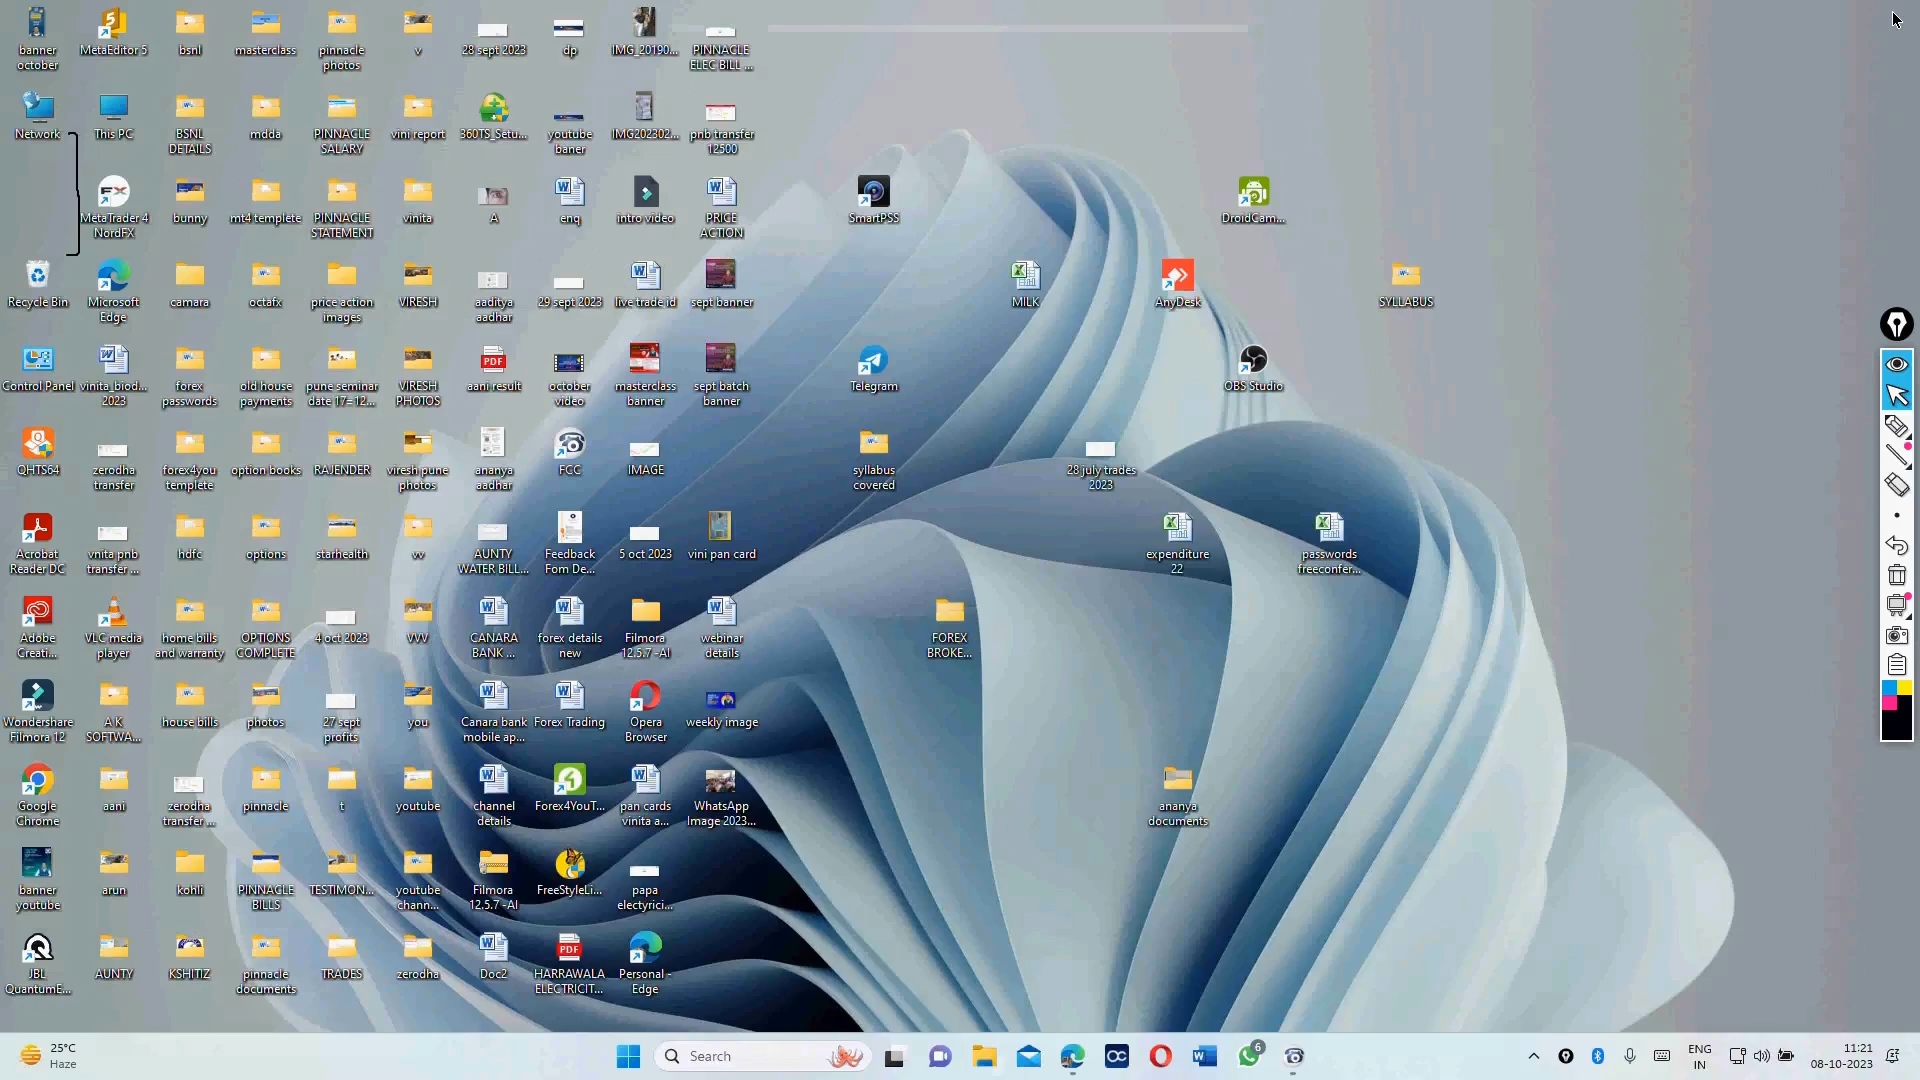 banner
october
MetaEditor 5
bsnl
masterclass
pinnacle
photos
v
28 sept 2023
dp
IMG_20190...
PINNACLE
ELEC BILL ...
Network
This PC
BSNL
DETAILS
mdda
PINNACLE
SALARY
vini report
360TS_Setu...
youtube
baner
IMG202302...
pnb transfer
12500
MetaTrader 4
NordFX
bunny
mt4 templete
PINNACLE
STATEMENT
vinita
A
enq
intro video
PRICE
ACTION
SmartPSS
DroidCam...
Recycle Bin
Microsoft
Edge
camara
octafx
price action
images
VIRESH
aaditya
aadhar
29 sept 2023
live trade id
sept banner
MILK
AnyDesk
SYLLABUS
Control Panel
vinita_biod...
2023
forex
passwords
old house
payments
pune seminar
date 17=12...
VIRESH
PHOTOS
aani result
october
video
masterclass
banner
sept batch
banner
Telegram
OBS Studio
QHTS64
zerodha
transfer
forex4you
templete
option books
RAJENDER
viresh pune
photos
ananya
aadhar
FCC
IMAGE
syllabus
covered
28 july trades
2023
Acrobat
Reader DC
vnita pnb
transfer ...
hdfc
options
starhealth
vv
AUNTY
WATER BILL...
Feedback
Fom De...
5 oct 2023
vini pan card
expenditure
22
passwords
freeconfer...
Adobe
Creati...
VLC media
player
home bills
and warranty
OPTIONS
COMPLETE
4 oct 2023
VVV
CANARA
BANK ...
forex details
new
Filmora
12.5.7 -AI
webinar
details
FOREX
BROKE...
Wondershare
Filmora 12
A K
SOFTWA...
house bills
photos
27 sept
profits
you
Canara bank
mobile ap...
Forex Trading
Opera
Browser
weekly image
Google
Chrome
aani
zerodha
transfer ...
pinnacle
t
youtube
channel
details
Forex4YouT...
pan cards
vinita a...
WhatsApp
Image 2023...
ananya
documents
banner
youtube
arun
kohli
PINNACLE
BILLS
TESTIMON...
youtube
chann...
Filmora
12.5.7 -AI
FreeStyleLi...
papa
electyrici...
JBL
QuantumE...
AUNTY
KSHITIZ
pinnacle
documents
TRADES
zerodha
Doc2
HARRAWALA
ELECTRICIT...
Personal -
Edge
25°C
Haze
Search
6
ENG
IN
11:21
08-10-2023